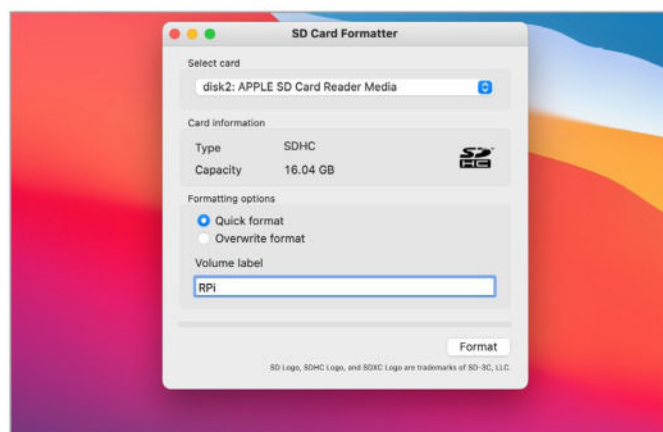 SD Card Formatter
Select card
disk2: APPLE SD Card Reader Media
Card information
Type SDHC
Capacity 16.04 GB
SD HC
Formatting options
Quick format
Overwrite format
Volume label
RPi
Format
SD Logo, SDHC Logo, and SDXC Logo are trademarks of SD-3C, LLC.